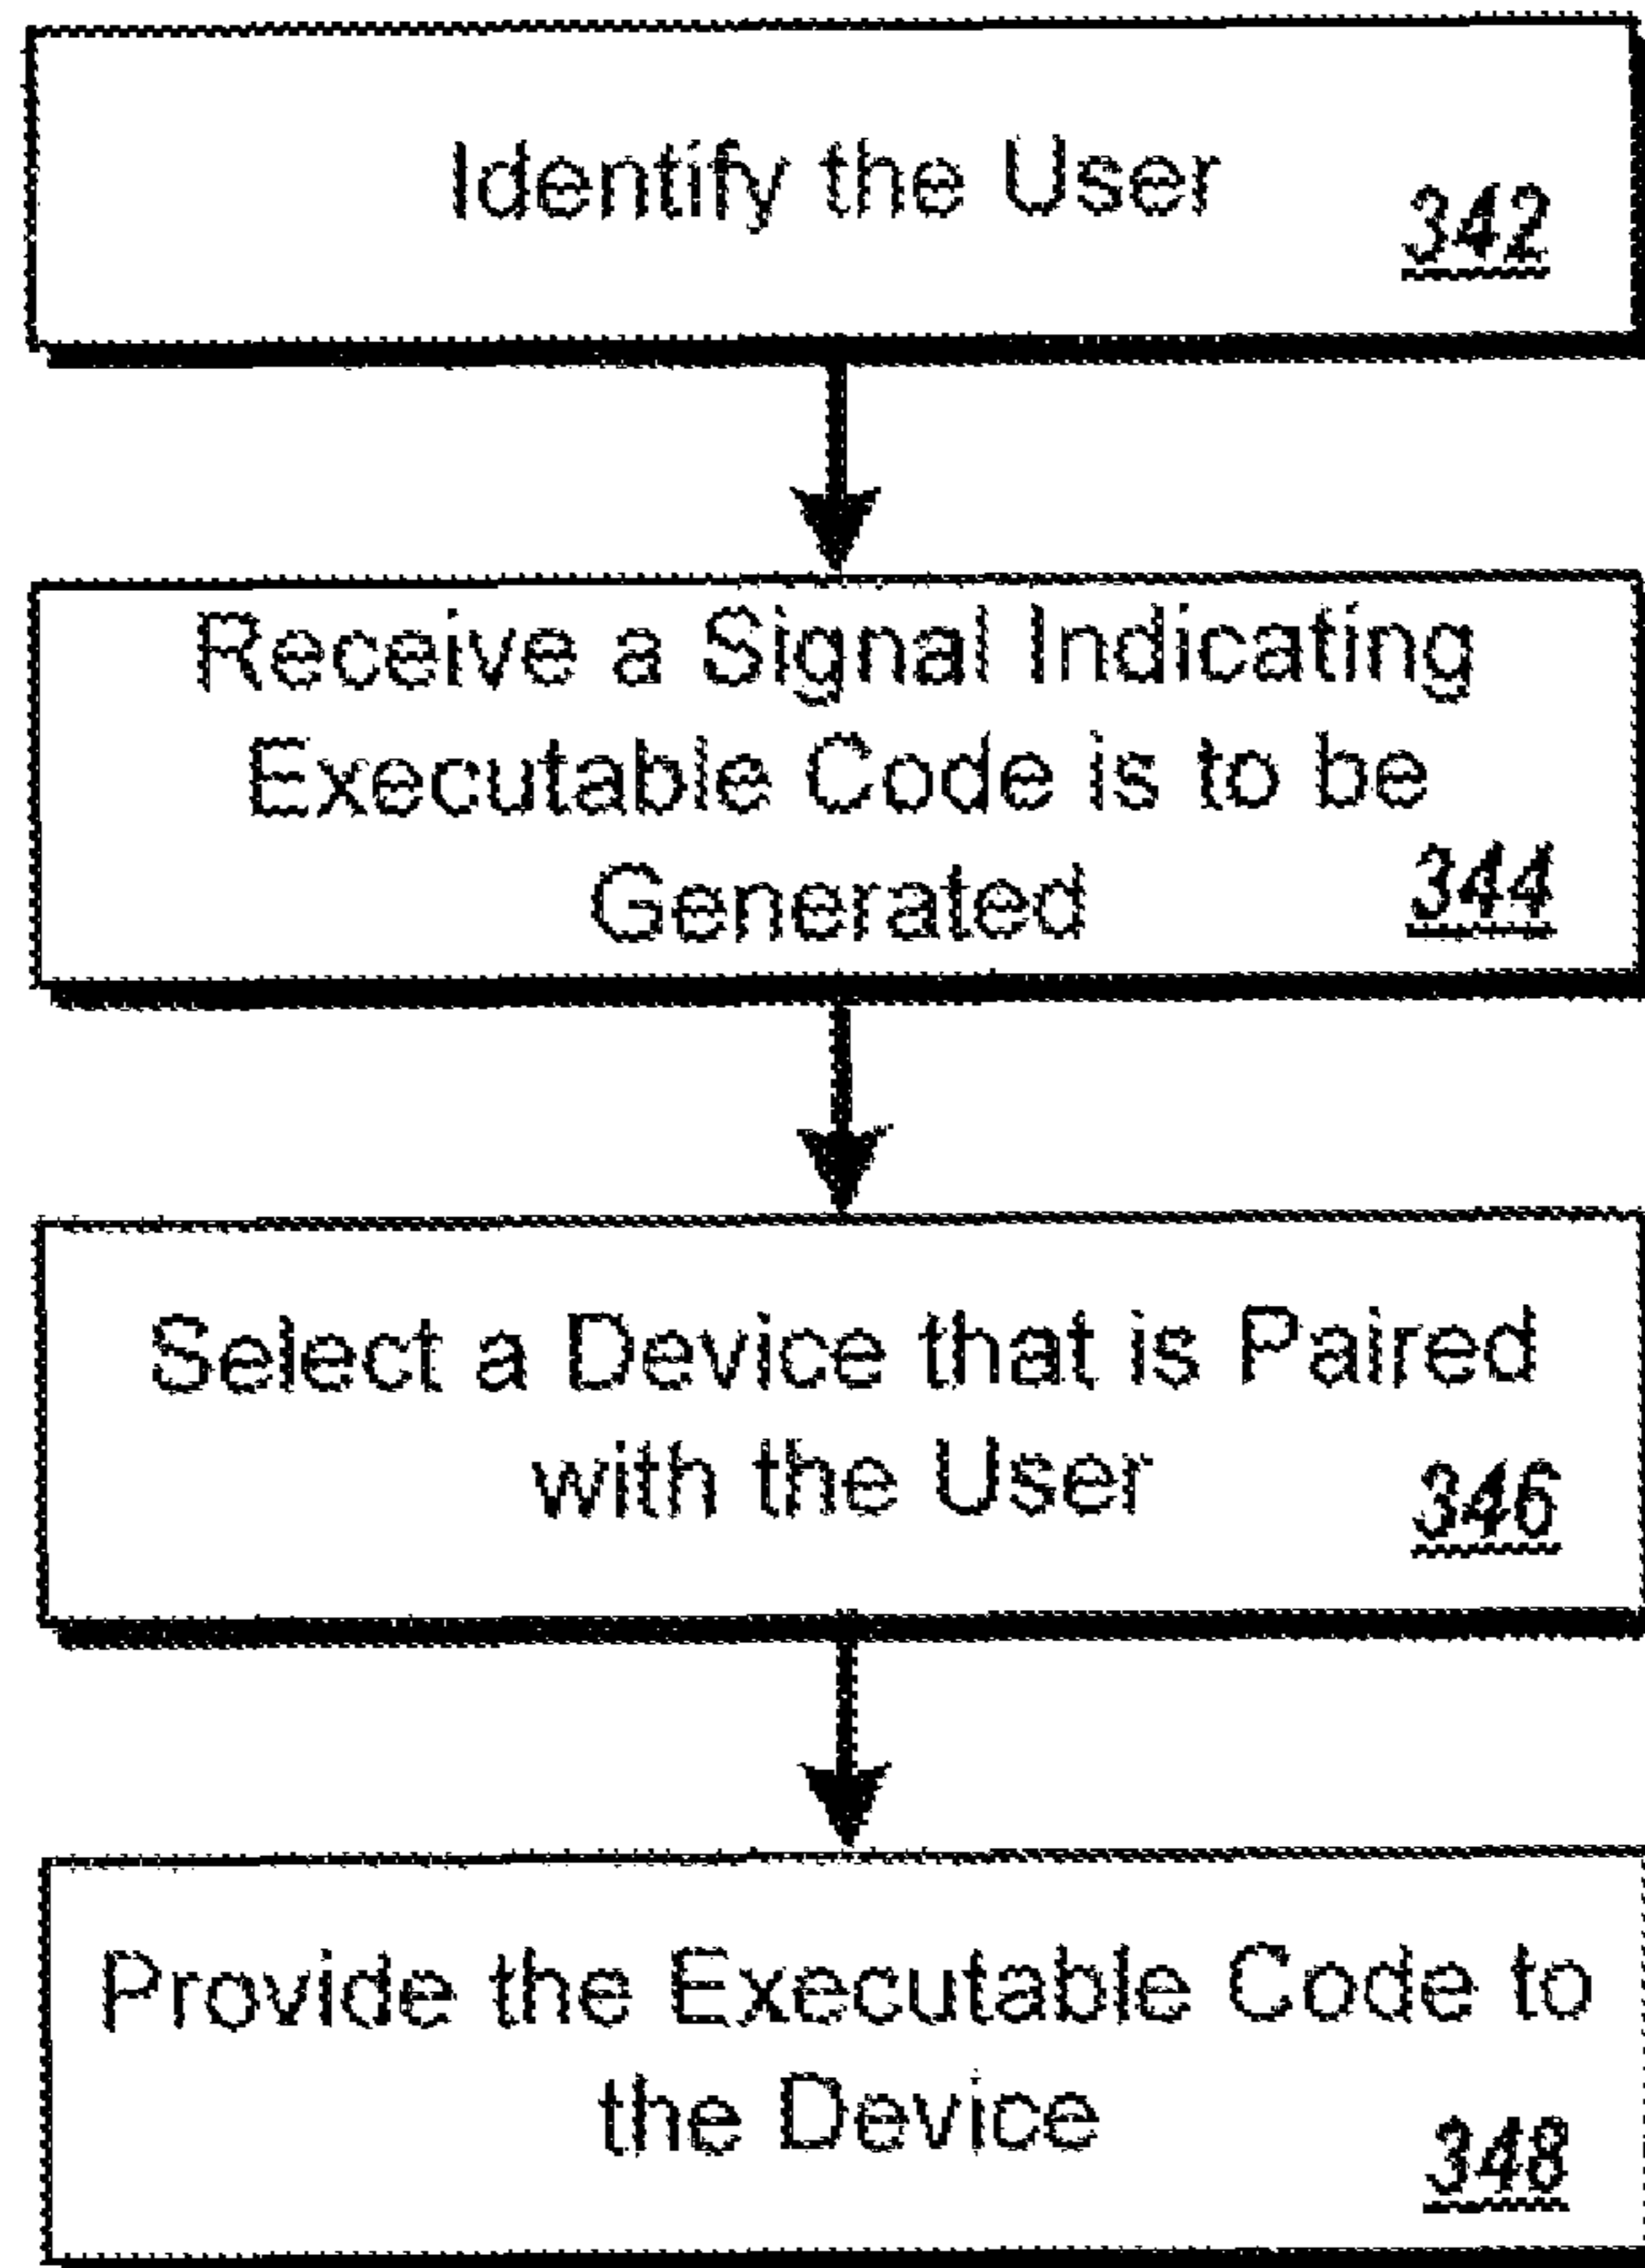 Identify the User
342
Receive a Signal Indicating
Executable Code is to be
Generated
344
Select a Device that is Paired
with the User
346
Provide the Executable Code to
the Device
348